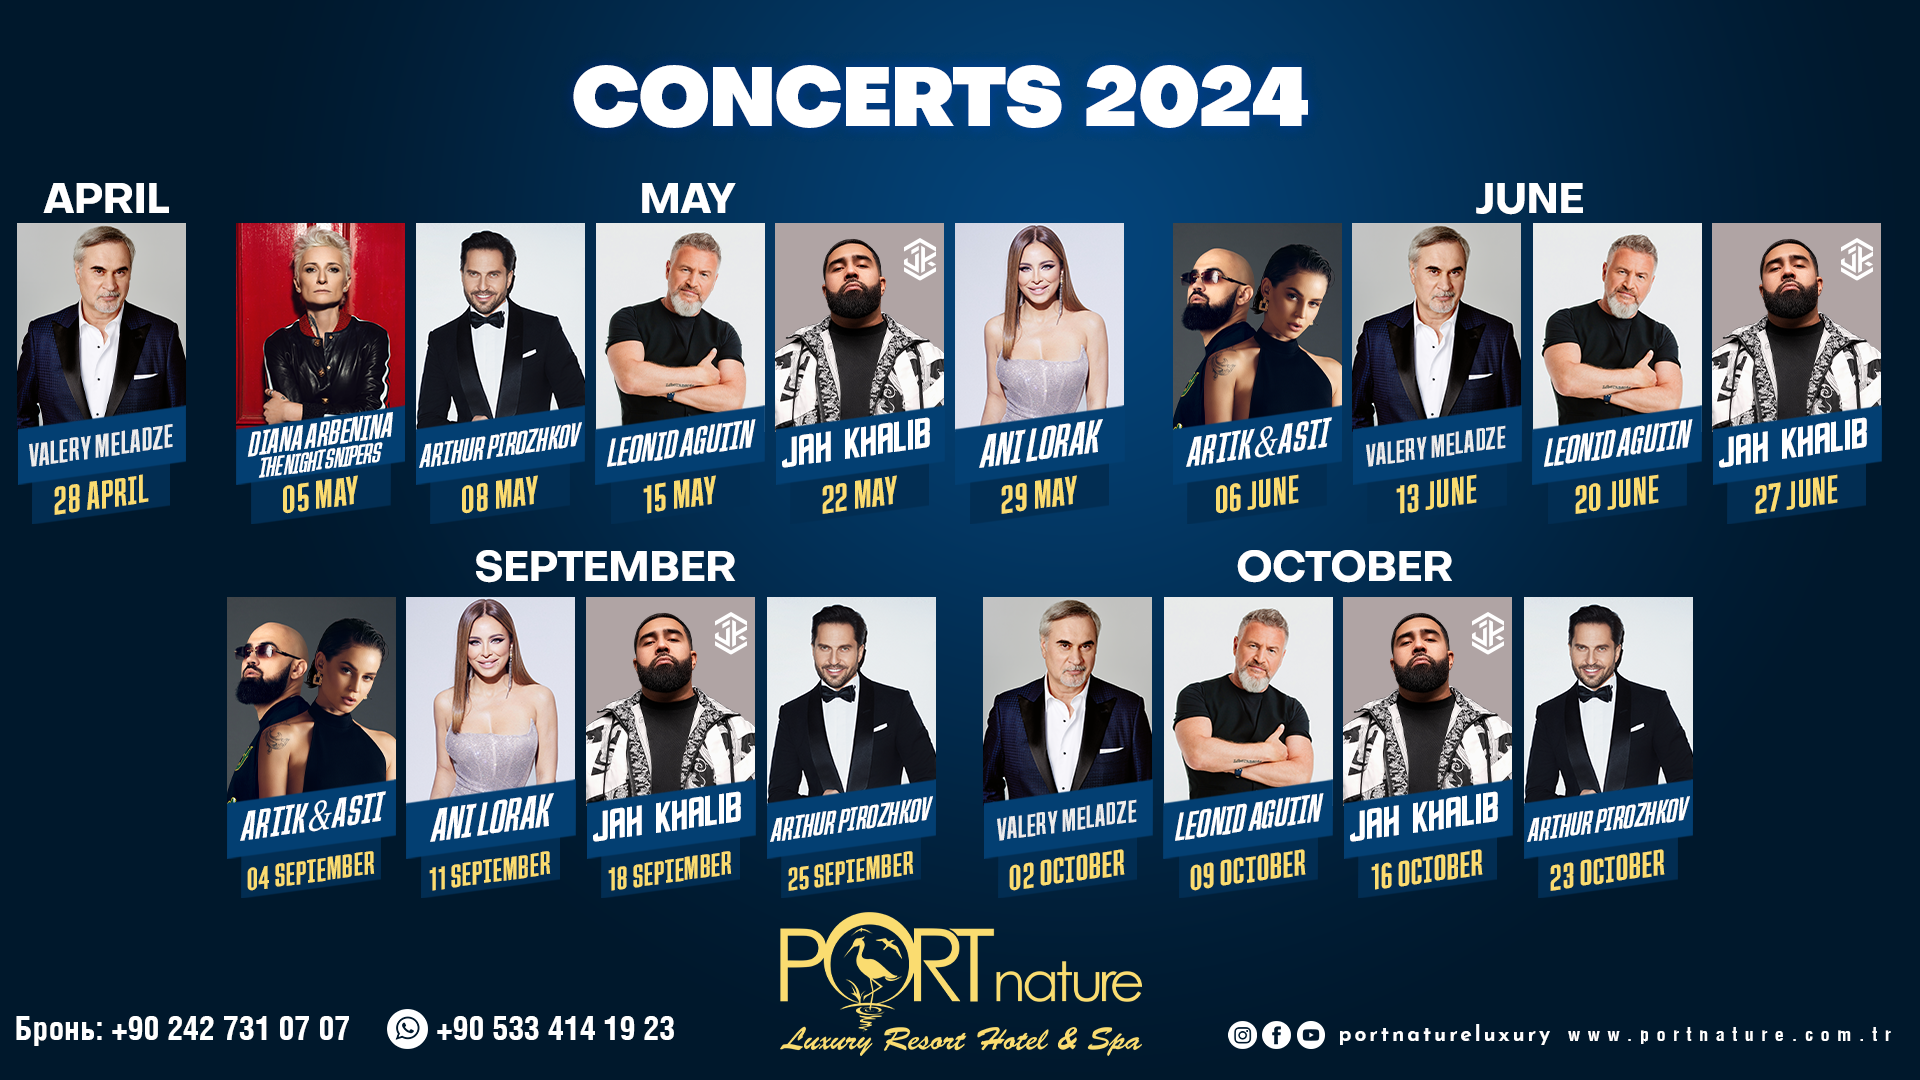 CONCERTS 2024
APRIL
VALERY MELADZE
28 APRIL
MAY
DIANA ARBENINA
THE NIGHT SNIPERS
05 MAY
ARTHUR PIROZHKOV
08 MAY
LEONID AGUTIN
15 MAY
JAH KHALIB
22 MAY
ANI LORAK
29 MAY
JUNE
ARTIK&ASTI
06 JUNE
VALERY MELADZE
13 JUNE
LEONID AGUTIN
20 JUNE
JAH KHALIB
27 JUNE
SEPTEMBER
ARTIK&ASTI
04 SEPTEMBER
ANI LORAK
11 SEPTEMBER
JAH KHALIB
18 SEPTEMBER
ARTHUR PIROZHKOV
25 SEPTEMBER
OCTOBER
VALERY MELADZE
02 OCTOBER
LEONID AGUTIN
09 OCTOBER
JAH KHALIB
16 OCTOBER
ARTHUR PIROZHKOV
23 OCTOBER
PORT nature
Luxury Resort Hotel & Spa
Бронь: +90 242 731 07 07
+90 533 414 19 23
portnatureluxury www.portnature.com.tr